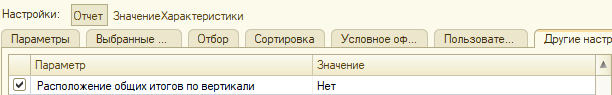 Настройки: Отчет ЗначениеХарактеристики
Параметры Выбранные ... Отбор Сортировка Условное оф... Пользовате... Другие настр
Параметр Значение
Расположение общих итогов по вертикали Нет